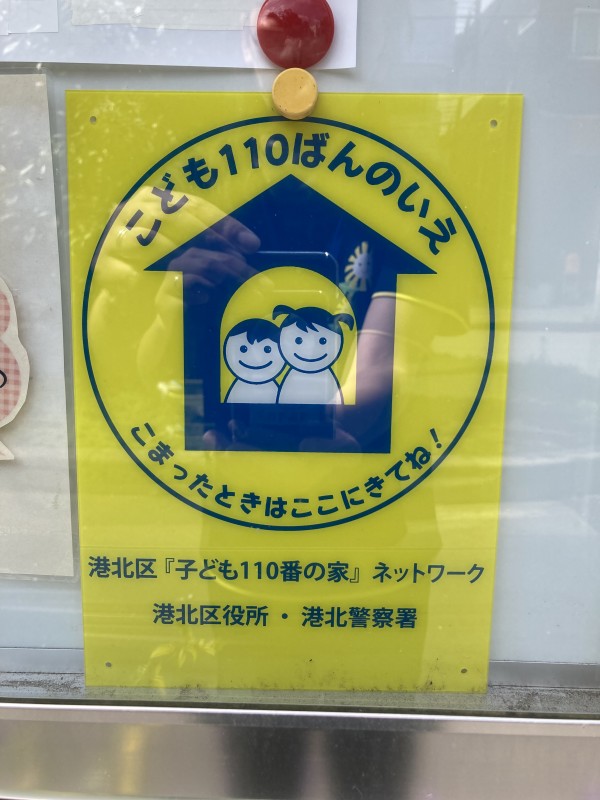 こども110ばんのいえ
こまったときはここにきてね!
港北区『子ども110番の家』ネットワーク
港北区役所・港北警察署